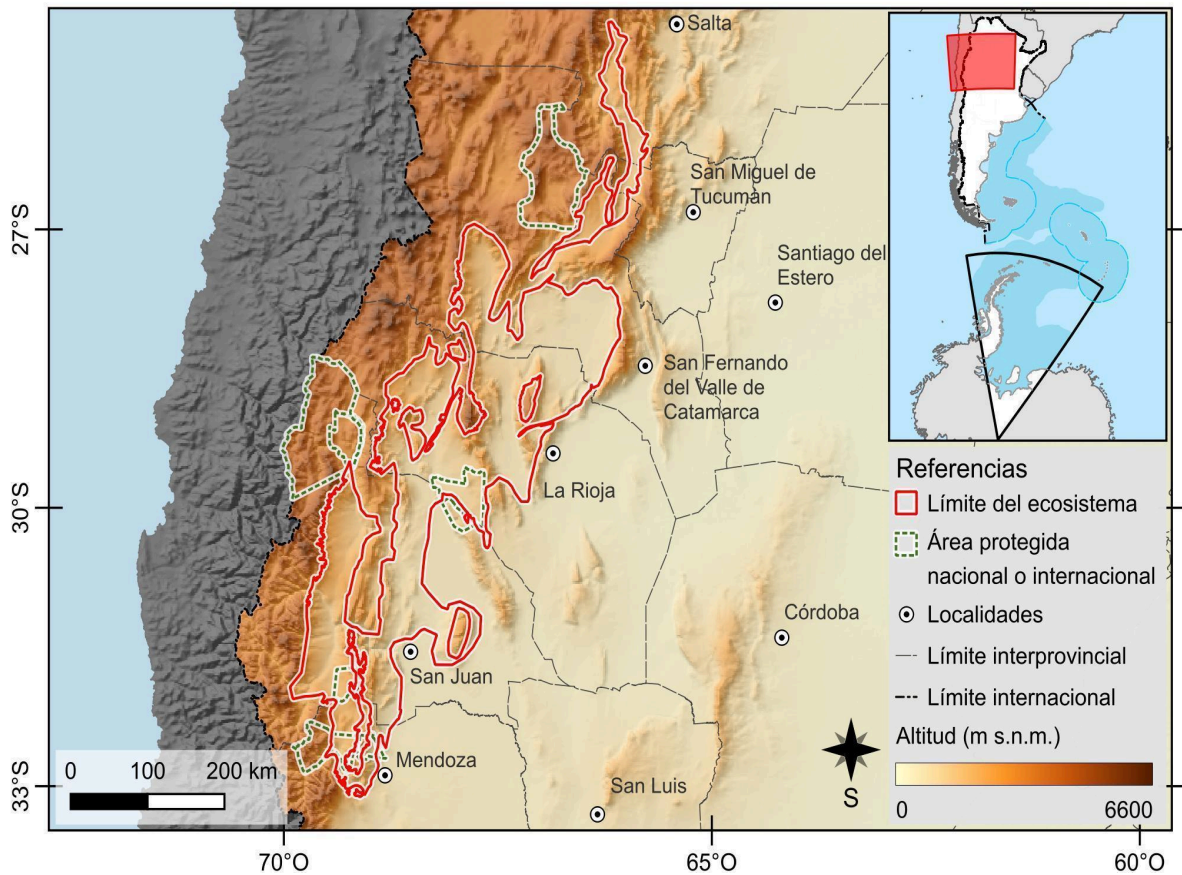 Salta
San Miguel de
Tucumán
Santiago del
Estero
San Fernando
del Valle de
Catamarca
La Rioja
Córdoba
San Juan
Mendoza
San Luis
27°S
30°S
33°S
70°O
65°O
60°O
0 100 200 km
S
Referencias
Límite del ecosistema
Área protegida
nacional o internacional
Localidades
Límite interprovincial
Límite internacional
Altitud (m s.n.m.)
0 6600